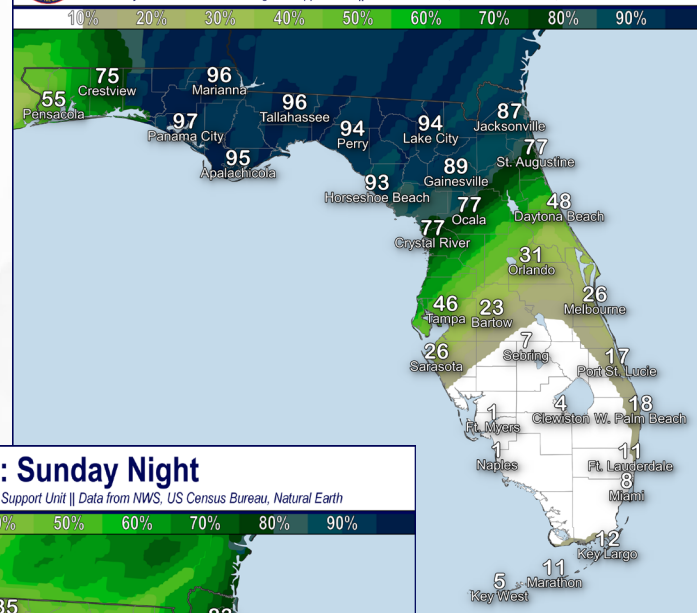 10% 20% 30% 40% 50% 60% 70% 80% 90%
96
Marianna
75
Crestview
55
Pensacola
97
Panama City
96
Tallahassee
95
Apalachicola
94
Perry
94
Lake City
87
Jacksonville
77
St. Augustine
93
Horseshoe Beach
89
Gainesville
77
Ocala
48
Daytona Beach
77
Crystal River
31
Orlando
46
Tampa
23
Bartow
26
Melbourne
26
Sarasota
7
Sebring
17
Port St. Lucie
1
Ft. Myers
4
Clewiston
18
W. Palm Beach
1
Naples
11
Ft. Lauderdale
8
Miami
12
Key Largo
11
Marathon
5
Key West
: Sunday Night
Support Unit || Data from NWS, US Census Bureau, Natural Earth
50% 60% 70% 80% 90%